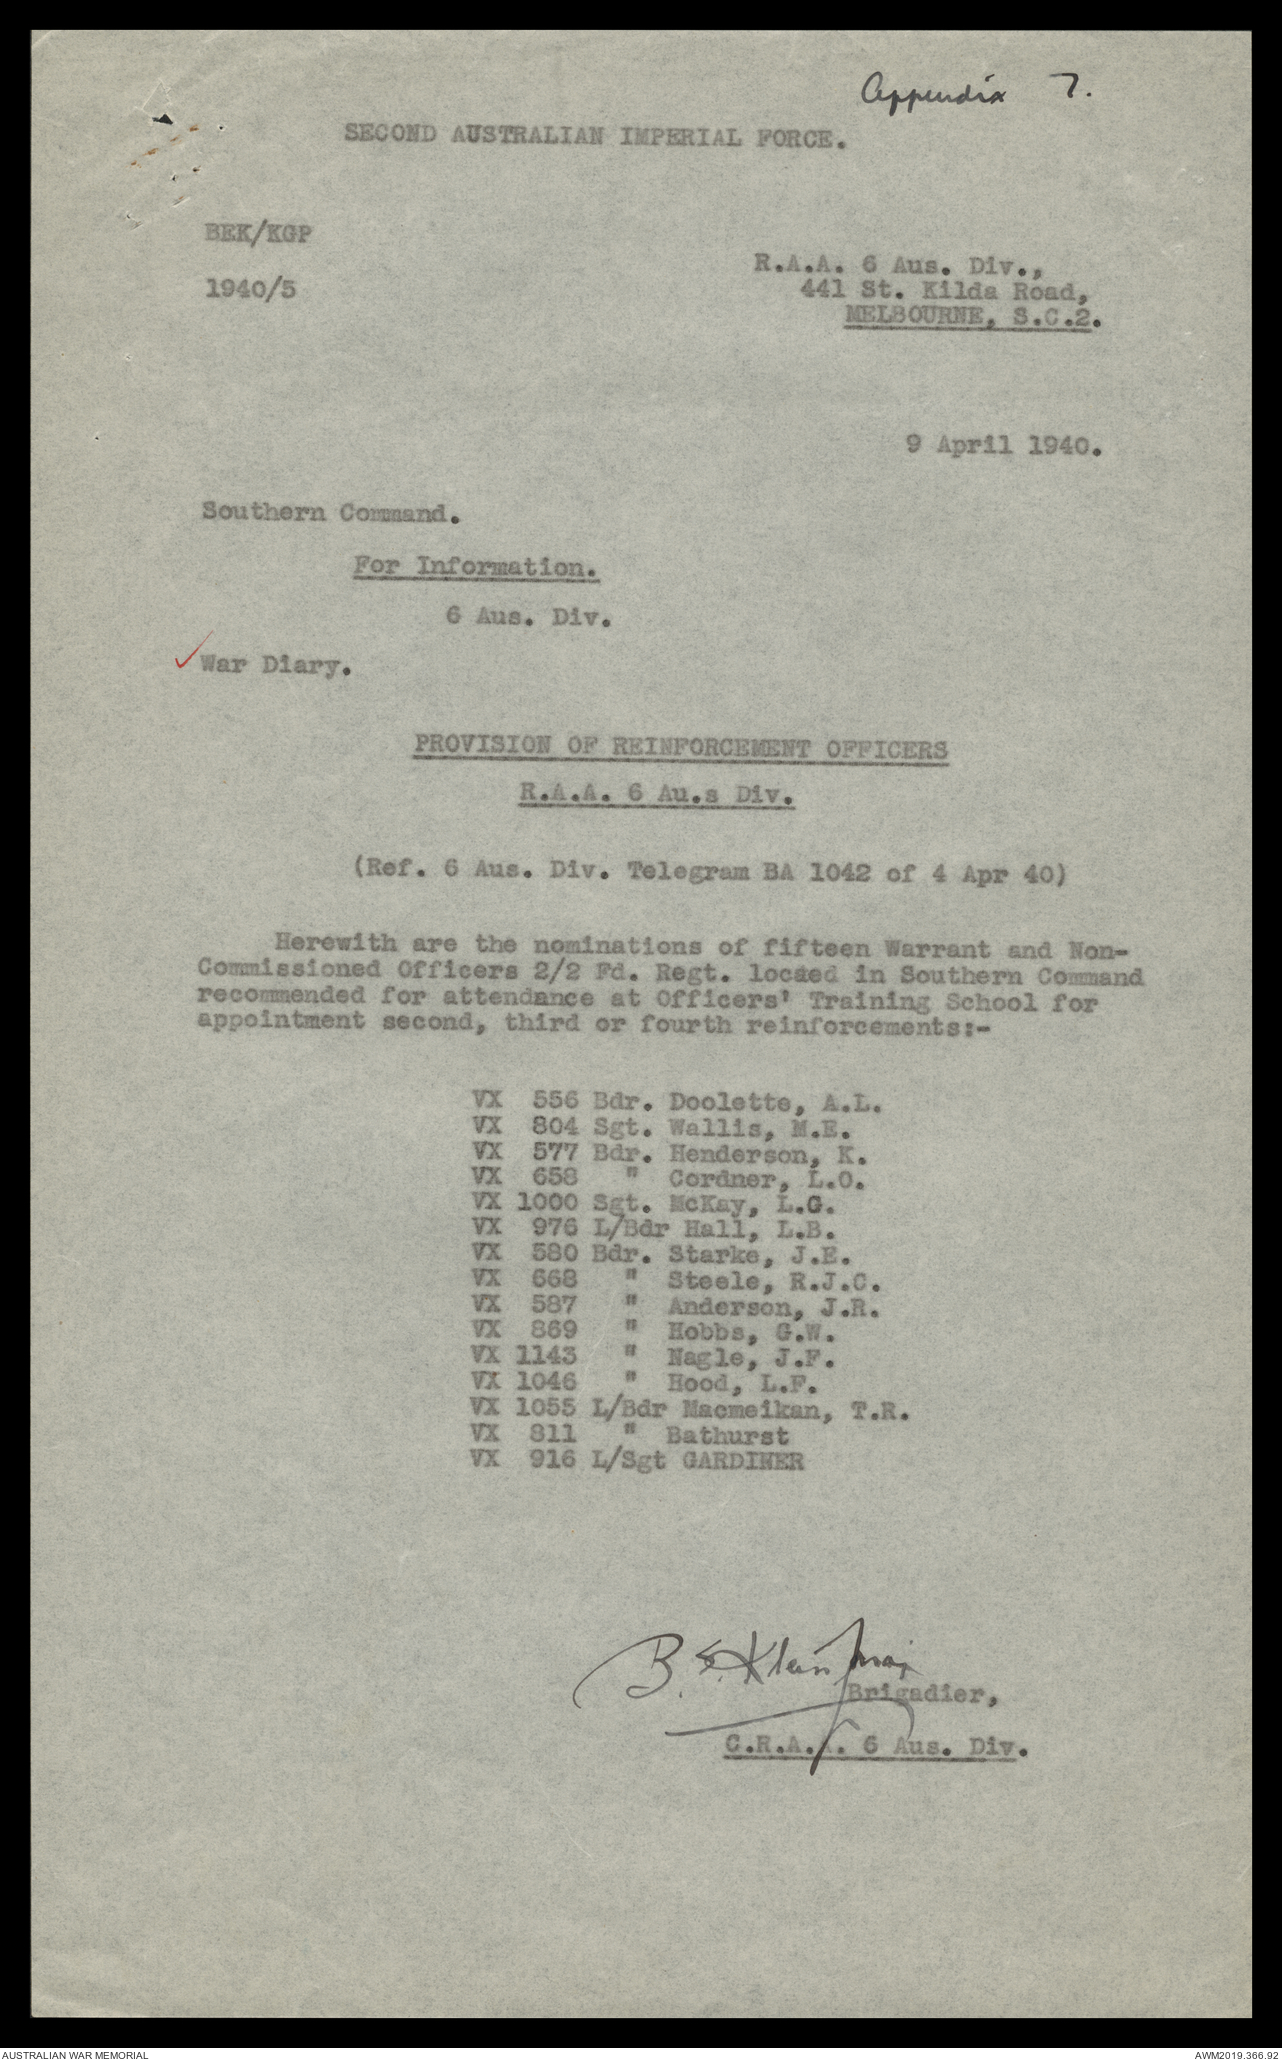 Appendix 7.
SECOND AUSTRALIAN IMPERIAL FORCE.
BEK/KGP
1940/5
R.A.A. 6 Aus. Div.,
441 St. Kilda Road,
MELBOURNE, S.C.2.
9 April 1940.
Southern Command.
For Information.
6 Aus. Div.
✓War Diary.
PROVISION OF REINFORCEMENT OFFICERS
R.A.A. 6 Au.s Div.
(Ref. 6 Aus. Div. Telegram BA 1042 of 4 Apr 40)
Herewith are the nominations of fifteen Warrant and Non-
Commissioned Officers 2/2 Fd. Regt. located in Southern Command
recommended for attendance at Officers' Training School for
appointment second, third or fourth reinforcements:-
VX 556 Bdr. Doolette, A.L.
VX 804 Sgt. Wallis, M.E.
VX 577 Bdr. Henderson, K.
VX 658 " Cordner, L.O.
VX 1000 Sgt. McKay, L.G.
VX 976 L/Bdr Hall, L.B.
VX 580 Bdr. Starke, J.E.
VX 668 " Steele, R.J.C.
VX 587 " Anderson, J.R.
VX 869 " Hobbs, G.W.
VX 1143 " Nagle, J.F.
VX 1046 " Hood, L.F.
VX 1055 L/Bdr Macmeikan, T.R.
VX 811 " Bathurst
VX 916 L/Sgt GARDINER
B.E. Klein Maj
Brigadier,
C.R.A.A. 6 Aus. Div.
AUSTRALIAN WAR MEMORIAL
AWM2019.366.92